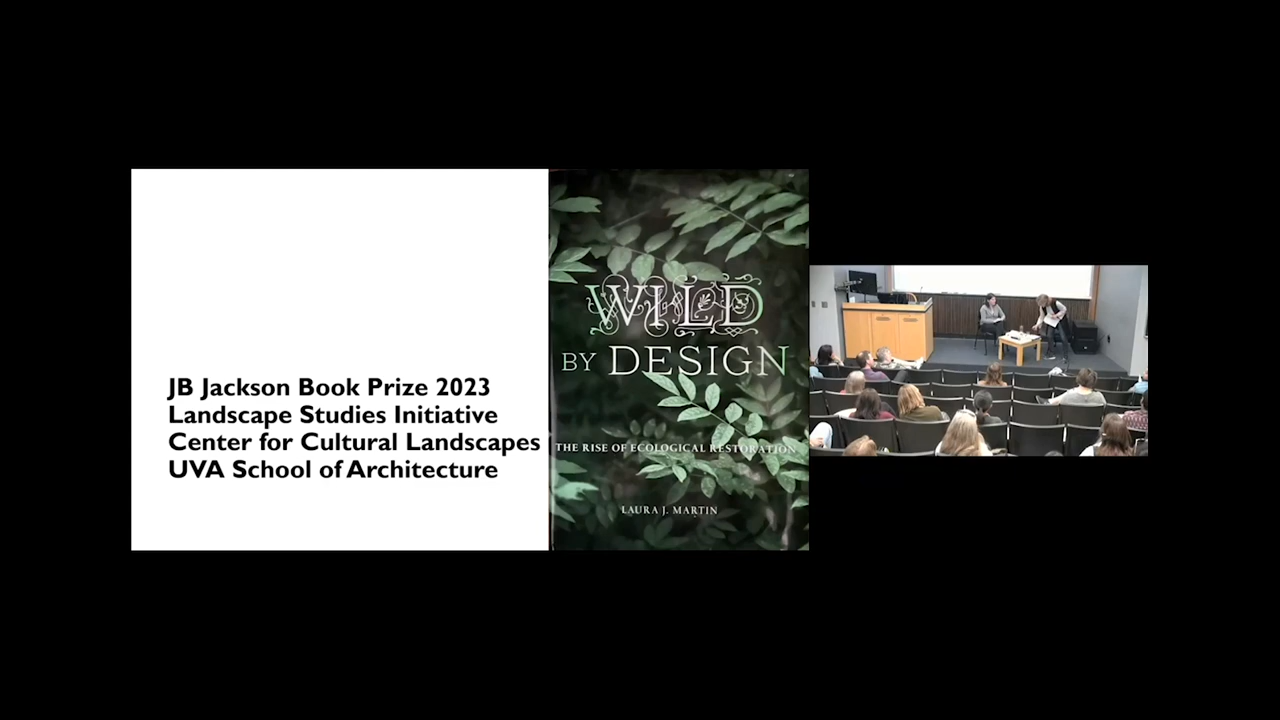 JB Jackson Book Prize 2023
Landscape Studies Initiative
Center for Cultural Landscapes
UVA School of Architecture
WILD
BY DESIGN
THE RISE OF ECOLOGICAL RESTORATION
LAURA J. MARTIN